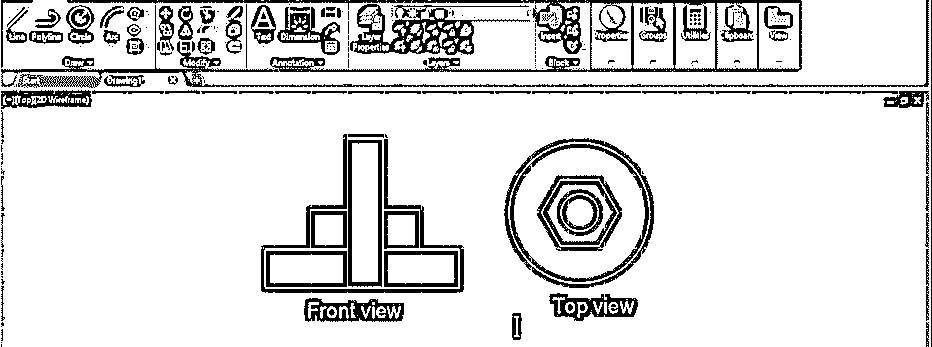 Line Polyline Circle Arc
Text Dimension
Layer Properties
Insert
Properties Groups Utilities Clipboard View
Draw Modify Annotation Layers Block
Start Drawing1
[-][Top][2D Wireframe]
Front view Top view